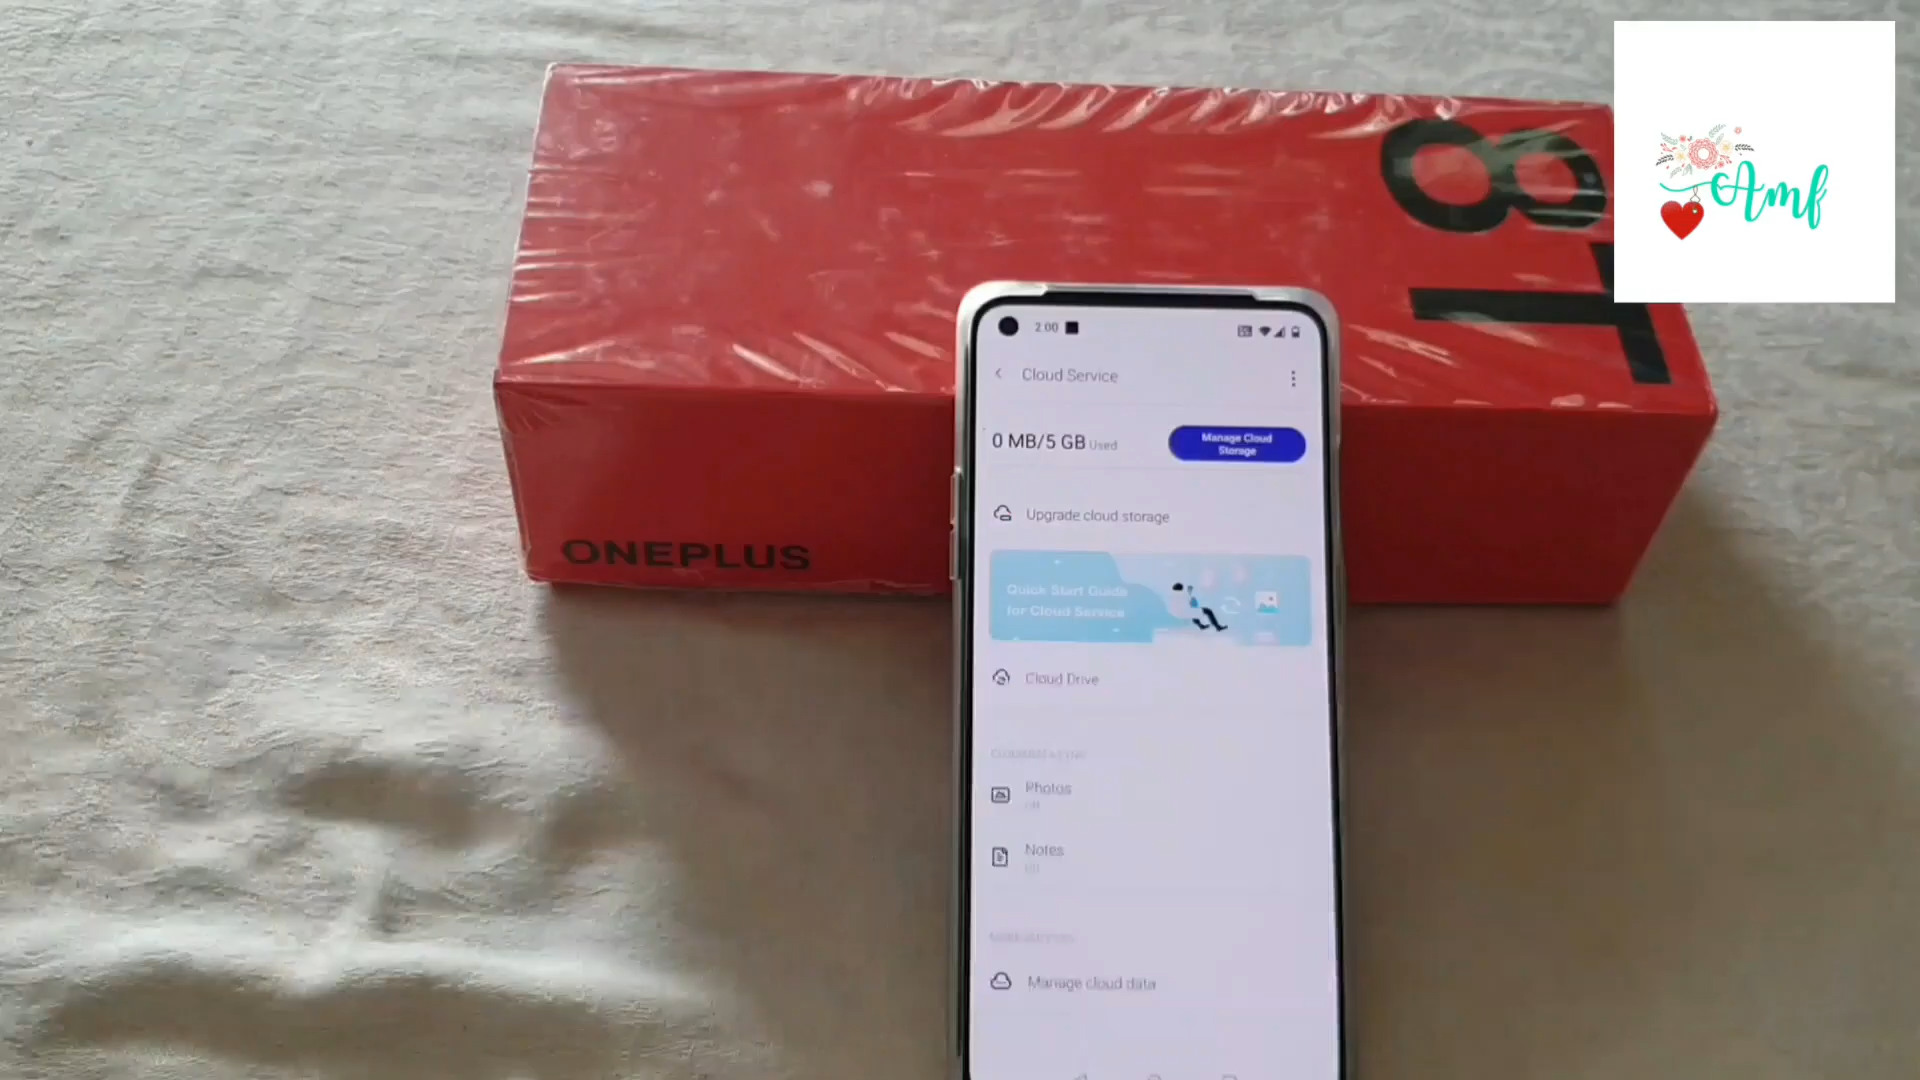 8T
ONEPLUS
Amf
2:00
Cloud Service
0 MB/5 GB Used
Manage Cloud
Storage
Upgrade cloud storage
Quick Start Guide
for Cloud Service
Cloud Drive
Photos
Notes
Manage cloud data